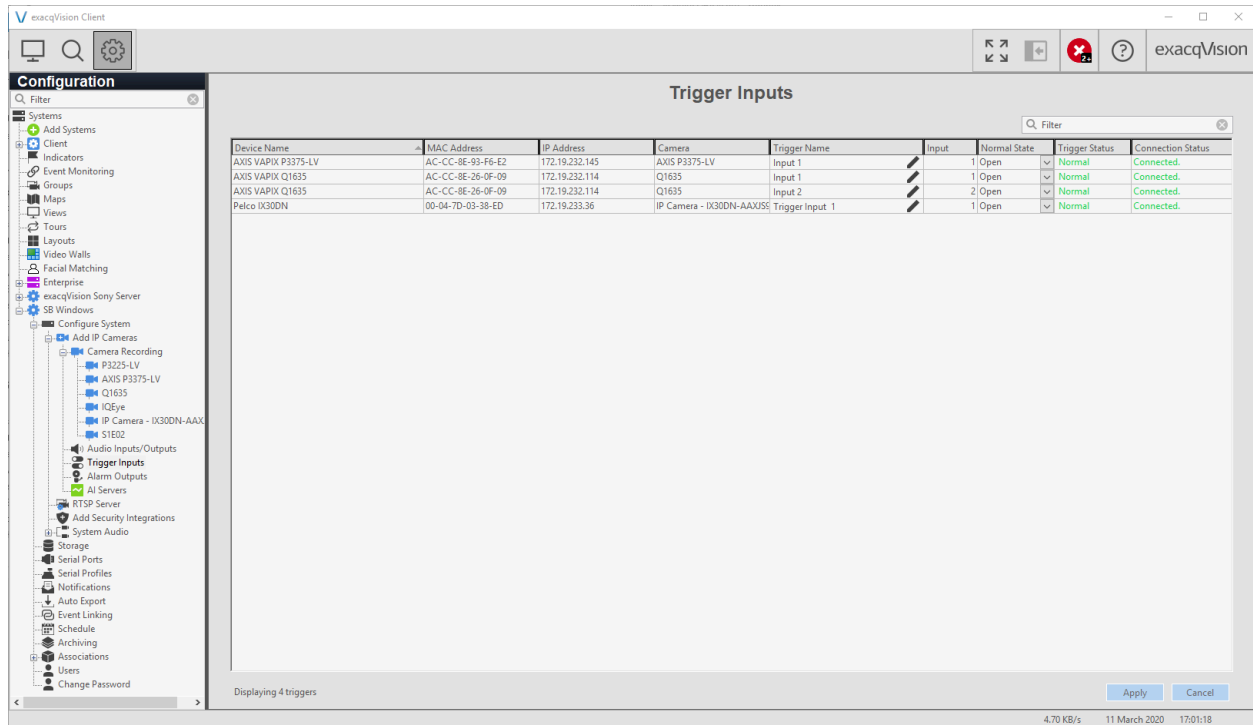 exacqVision Client
2+
?
exacqVision
Configuration
Filter
Systems
Add Systems
Client
Indicators
Event Monitoring
Groups
Maps
Views
Tours
Layouts
Video Walls
Facial Matching
Enterprise
exacqVision Sony Server
SB Windows
Configure System
Add IP Cameras
Camera Recording
P3225-LV
AXIS P3375-LV
Q1635
IQEye
IP Camera - IX30DN-AAX
S1E02
Audio Inputs/Outputs
Trigger Inputs
Alarm Outputs
AI Servers
RTSP Server
Add Security Integrations
System Audio
Storage
Serial Ports
Serial Profiles
Notifications
Auto Export
Event Linking
Schedule
Archiving
Associations
Users
Change Password
Trigger Inputs
Filter
Device Name MAC Address IP Address Camera Trigger Name Input Normal State Trigger Status Connection Status
AXIS VAPIX P3375-LV AC-CC-8E-93-F6-E2 172.19.232.145 AXIS P3375-LV Input 1 1 Open Normal Connected.
AXIS VAPIX Q1635 AC-CC-8E-26-0F-09 172.19.232.114 Q1635 Input 1 1 Open Normal Connected.
AXIS VAPIX Q1635 AC-CC-8E-26-0F-09 172.19.232.114 Q1635 Input 2 2 Open Normal Connected.
Pelco IX30DN 00-04-7D-03-38-ED 172.19.233.36 IP Camera - IX30DN-AAXJS9 Trigger Input 1 1 Open Normal Connected.
Displaying 4 triggers
Apply Cancel
4.70 KB/s 11 March 2020 17:01:18